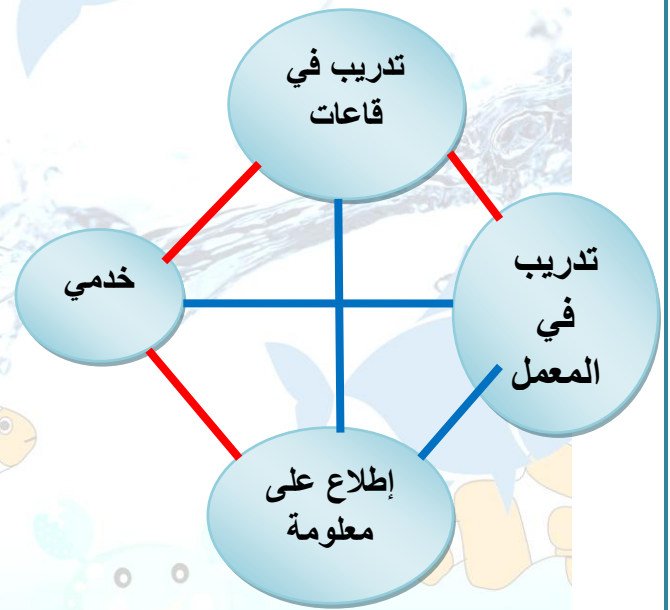 تدريب في
قاعات
تدريب
في
المعمل
خدمي
إطلاع على
معلومة